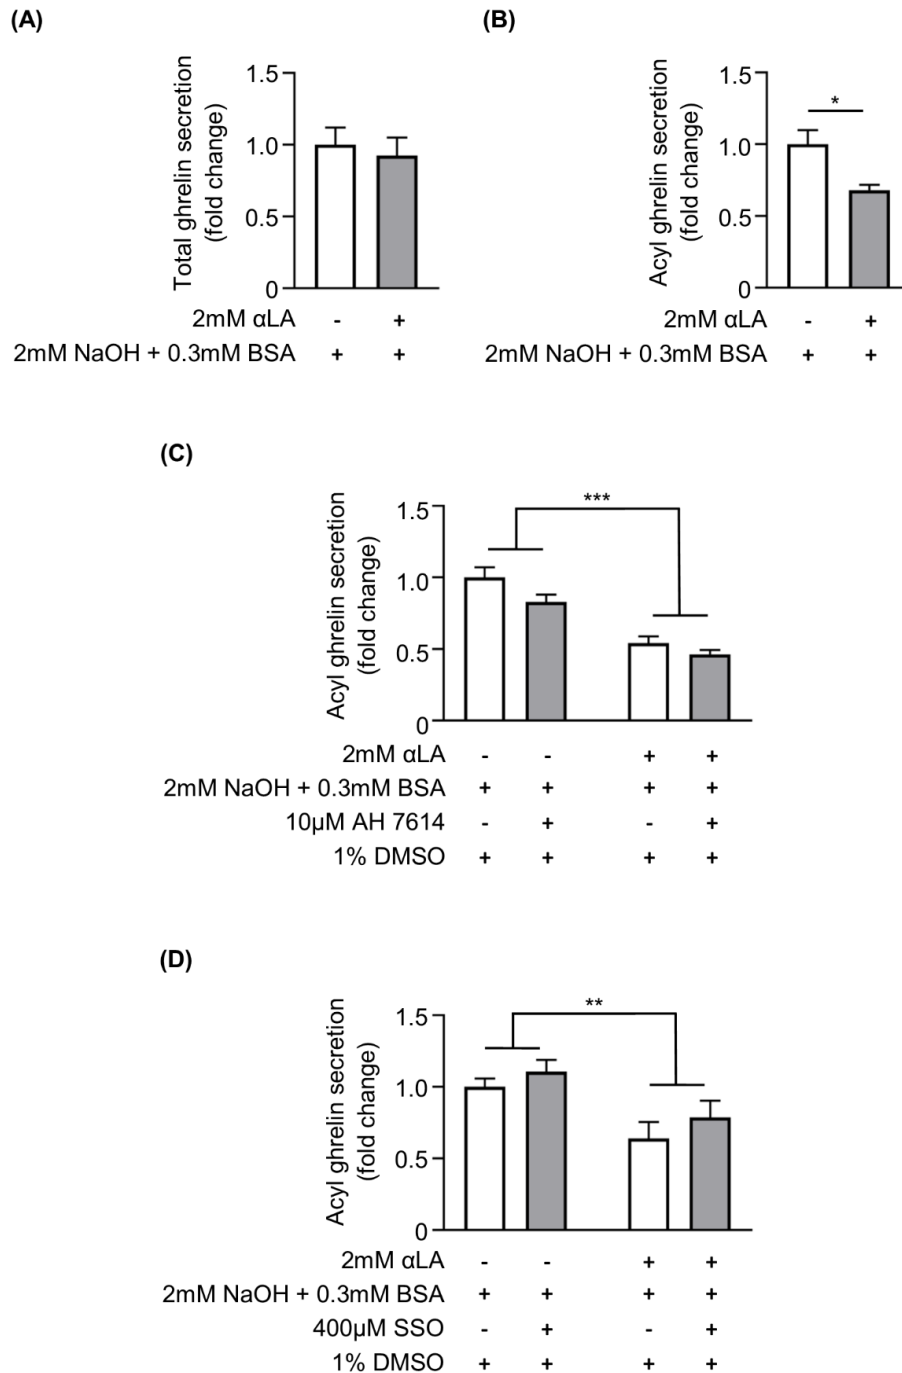 (A)
(B)
Total ghrelin secretion
(fold change)
1.5
1.0
0.5
0
2mM αLA - +
2mM NaOH + 0.3mM BSA + +
Acyl ghrelin secretion
(fold change)
1.5
1.0
0.5
0
*
2mM αLA - +
2mM NaOH + 0.3mM BSA + +
(C)
Acyl ghrelin secretion
(fold change)
1.5
1.0
0.5
0
***
2mM αLA - - + +
2mM NaOH + 0.3mM BSA + + + +
10µM AH 7614 - + - +
1% DMSO + + + +
(D)
Acyl ghrelin secretion
(fold change)
1.5
1.0
0.5
0
**
2mM αLA - - + +
2mM NaOH + 0.3mM BSA + + + +
400µM SSO - + - +
1% DMSO + + + +